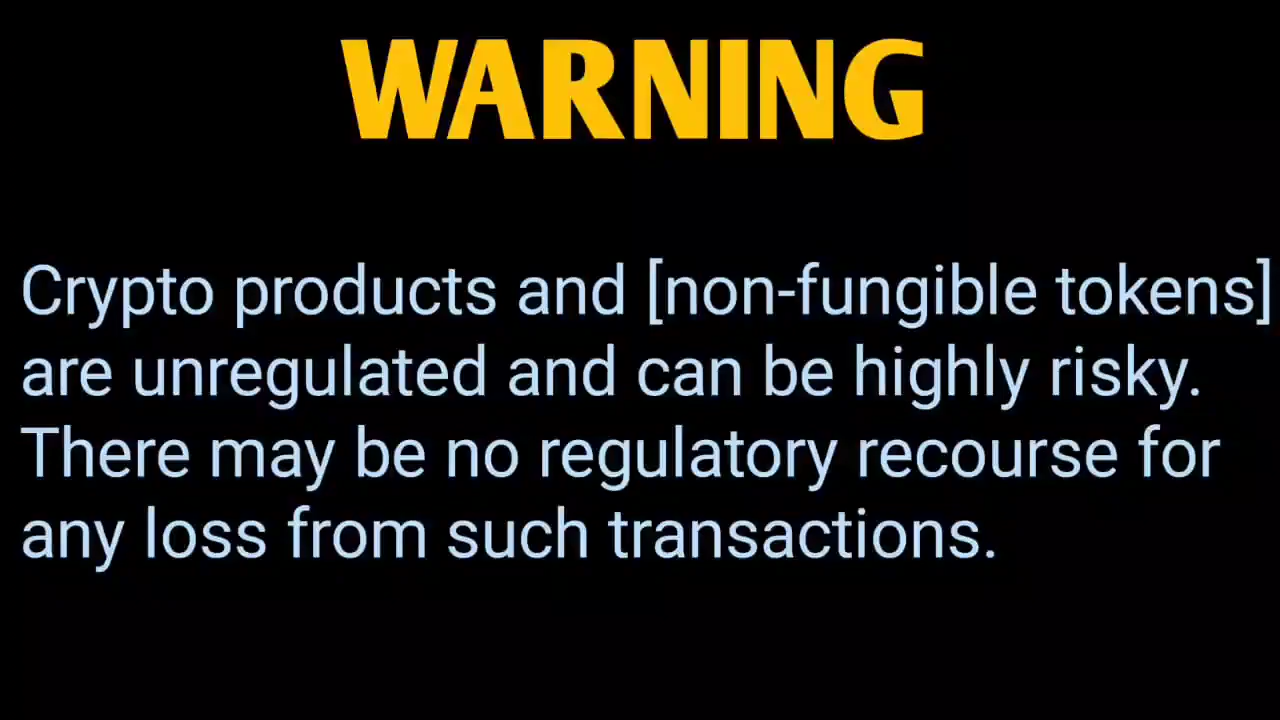 WARNING
Crypto products and [non-fungible tokens]
are unregulated and can be highly risky.
There may be no regulatory recourse for
any loss from such transactions.